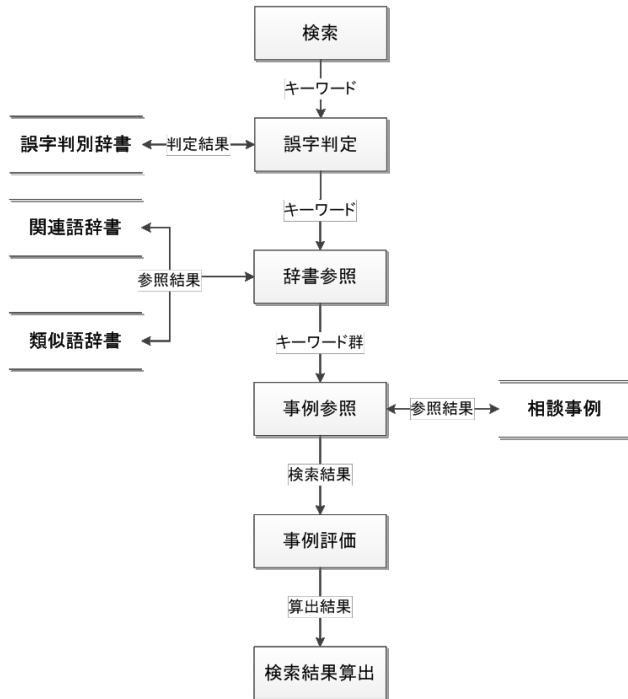 検索
キーワード
誤字判別辞書
判定結果
誤字判定
キーワード
関連語辞書
参照結果
辞書参照
類似語辞書
キーワード群
事例参照
参照結果
相談事例
検索結果
事例評価
算出結果
検索結果算出